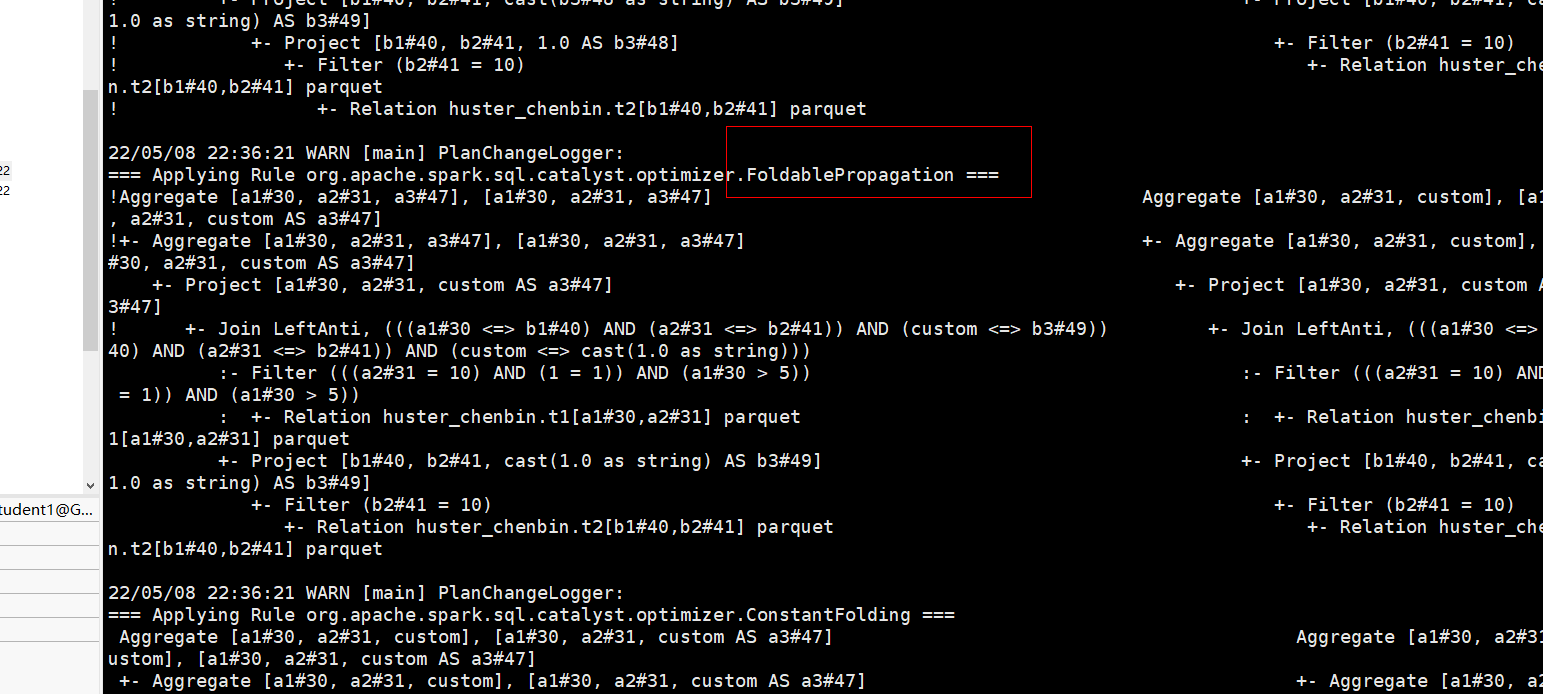 1.0 as string) AS b3#49]
!            +- Project [b1#40, b2#41, 1.0 AS b3#48]                                                      +- Filter (b2#41 = 10)
!               +- Filter (b2#41 = 10)                                                                       +- Relation huster_che
n.t2[b1#40,b2#41] parquet
!                  +- Relation huster_chenbin.t2[b1#40,b2#41] parquet
22/05/08 22:36:21 WARN [main] PlanChangeLogger:
=== Applying Rule org.apache.spark.sql.catalyst.optimizer.FoldablePropagation ===
!Aggregate [a1#30, a2#31, a3#47], [a1#30, a2#31, a3#47]                                       Aggregate [a1#30, a2#31, custom], [a1
, a2#31, custom AS a3#47]
!+- Aggregate [a1#30, a2#31, a3#47], [a1#30, a2#31, a3#47]                                    +- Aggregate [a1#30, a2#31, custom],
#30, a2#31, custom AS a3#47]
    +- Project [a1#30, a2#31, custom AS a3#47]                                                   +- Project [a1#30, a2#31, custom
3#47]
!      +- Join LeftAnti, (((a1#30 <=> b1#40) AND (a2#31 <=> b2#41)) AND (custom <=> b3#49))         +- Join LeftAnti, (((a1#30 <=>
40) AND (a2#31 <=> b2#41)) AND (custom <=> cast(1.0 as string)))
          :- Filter (((a2#31 = 10) AND (1 = 1)) AND (a1#30 > 5))                                       :- Filter (((a2#31 = 10) AND
 = 1)) AND (a1#30 > 5))
          :  +- Relation huster_chenbin.t1[a1#30,a2#31] parquet                                        :  +- Relation huster_chenbi
1[a1#30,a2#31] parquet
          +- Project [b1#40, b2#41, cast(1.0 as string) AS b3#49]                                      +- Project [b1#40, b2#41, ca
1.0 as string) AS b3#49]
             +- Filter (b2#41 = 10)                                                                       +- Filter (b2#41 = 10)
                +- Relation huster_chenbin.t2[b1#40,b2#41] parquet                                           +- Relation huster_che
n.t2[b1#40,b2#41] parquet
22/05/08 22:36:21 WARN [main] PlanChangeLogger:
=== Applying Rule org.apache.spark.sql.catalyst.optimizer.ConstantFolding ===
 Aggregate [a1#30, a2#31, custom], [a1#30, a2#31, custom AS a3#47]                                          Aggregate [a1#30, a2#31
ustom], [a1#30, a2#31, custom AS a3#47]
 +- Aggregate [a1#30, a2#31, custom], [a1#30, a2#31, custom AS a3#47]                                       +- Aggregate [a1#30, a2
22
22
tudent1@G...